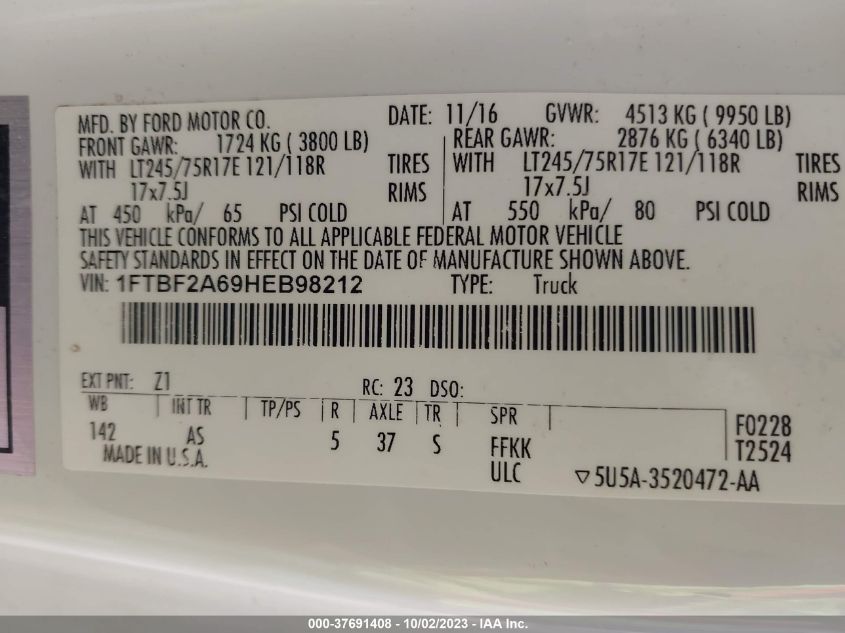 MFD. BY FORD MOTOR CO. DATE: 11/16 GVWR: 4513 KG ( 9950 LB)
FRONT GAWR: 1724 KG ( 3800 LB) REAR GAWR: 2876 KG ( 6340 LB)
WITH LT245/75R17E 121/118R TIRES WITH LT245/75R17E 121/118R TIRES
17x7.5J RIMS 17x7.5J RIMS
AT 450 kPa/ 65 PSI COLD AT 550 kPa/ 80 PSI COLD
THIS VEHICLE CONFORMS TO ALL APPLICABLE FEDERAL MOTOR VEHICLE
SAFETY STANDARDS IN EFFECT ON THE DATE OF MANUFACTURE SHOWN ABOVE.
VIN: 1FTBF2A69HEB98212 TYPE: Truck
EXT PNT: Z1 RC: 23 DSO:
WB INT TR TP/PS R AXLE TR SPR F0228
142 AS 5 37 S FFKK T2524
MADE IN U.S.A. ULC ▽5U5A-3520472-AA
000-37691408 - 10/02/2023 - IAA Inc.